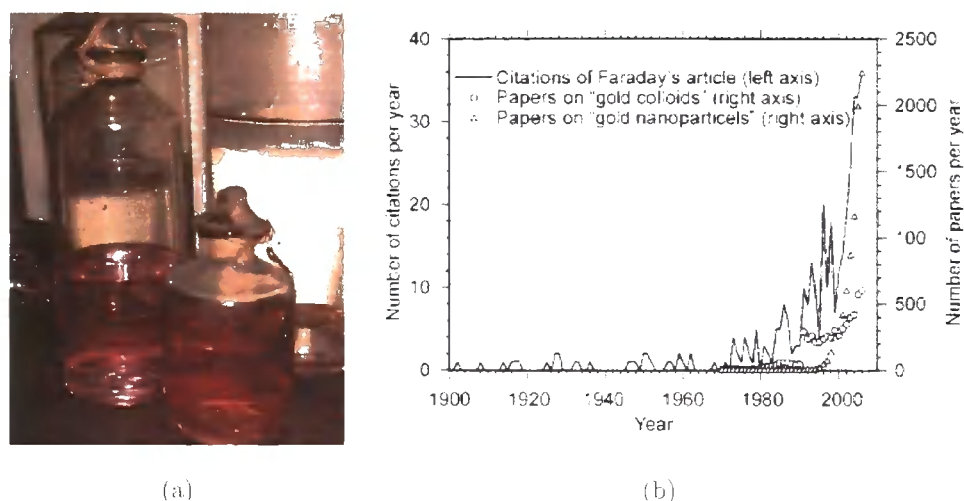 Citations of Faraday's article (left axis)
Papers on "gold colloids" (right axis)
Papers on "gold nanoparticels" (right axis)
40
30
20
10
0
Number of citations per year
2500
2000
1500
1000
500
0
Number of papers per year
1900 1920 1940 1960 1980 2000
Year
(a) (b)